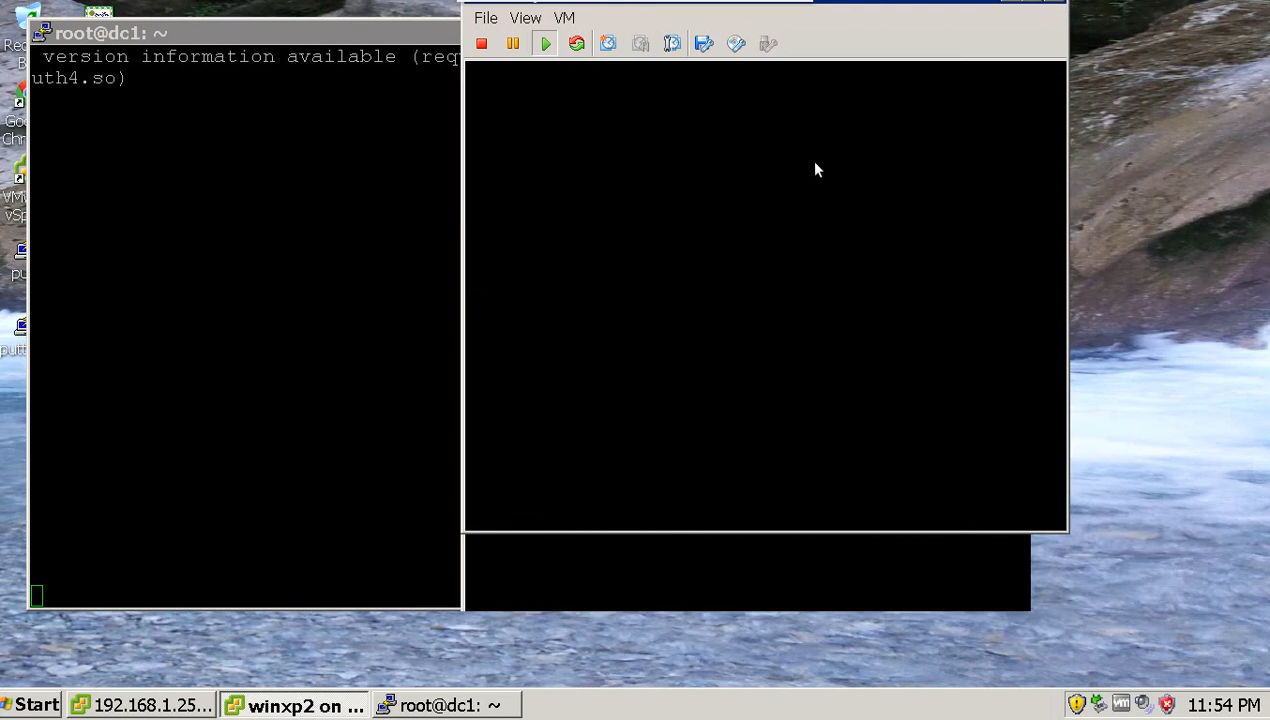 root@dc1: ~
version information available (req
uth4.so)
File View VM
Start
192.168.1.25...
winxp2 on ...
root@dc1: ~
11:54 PM